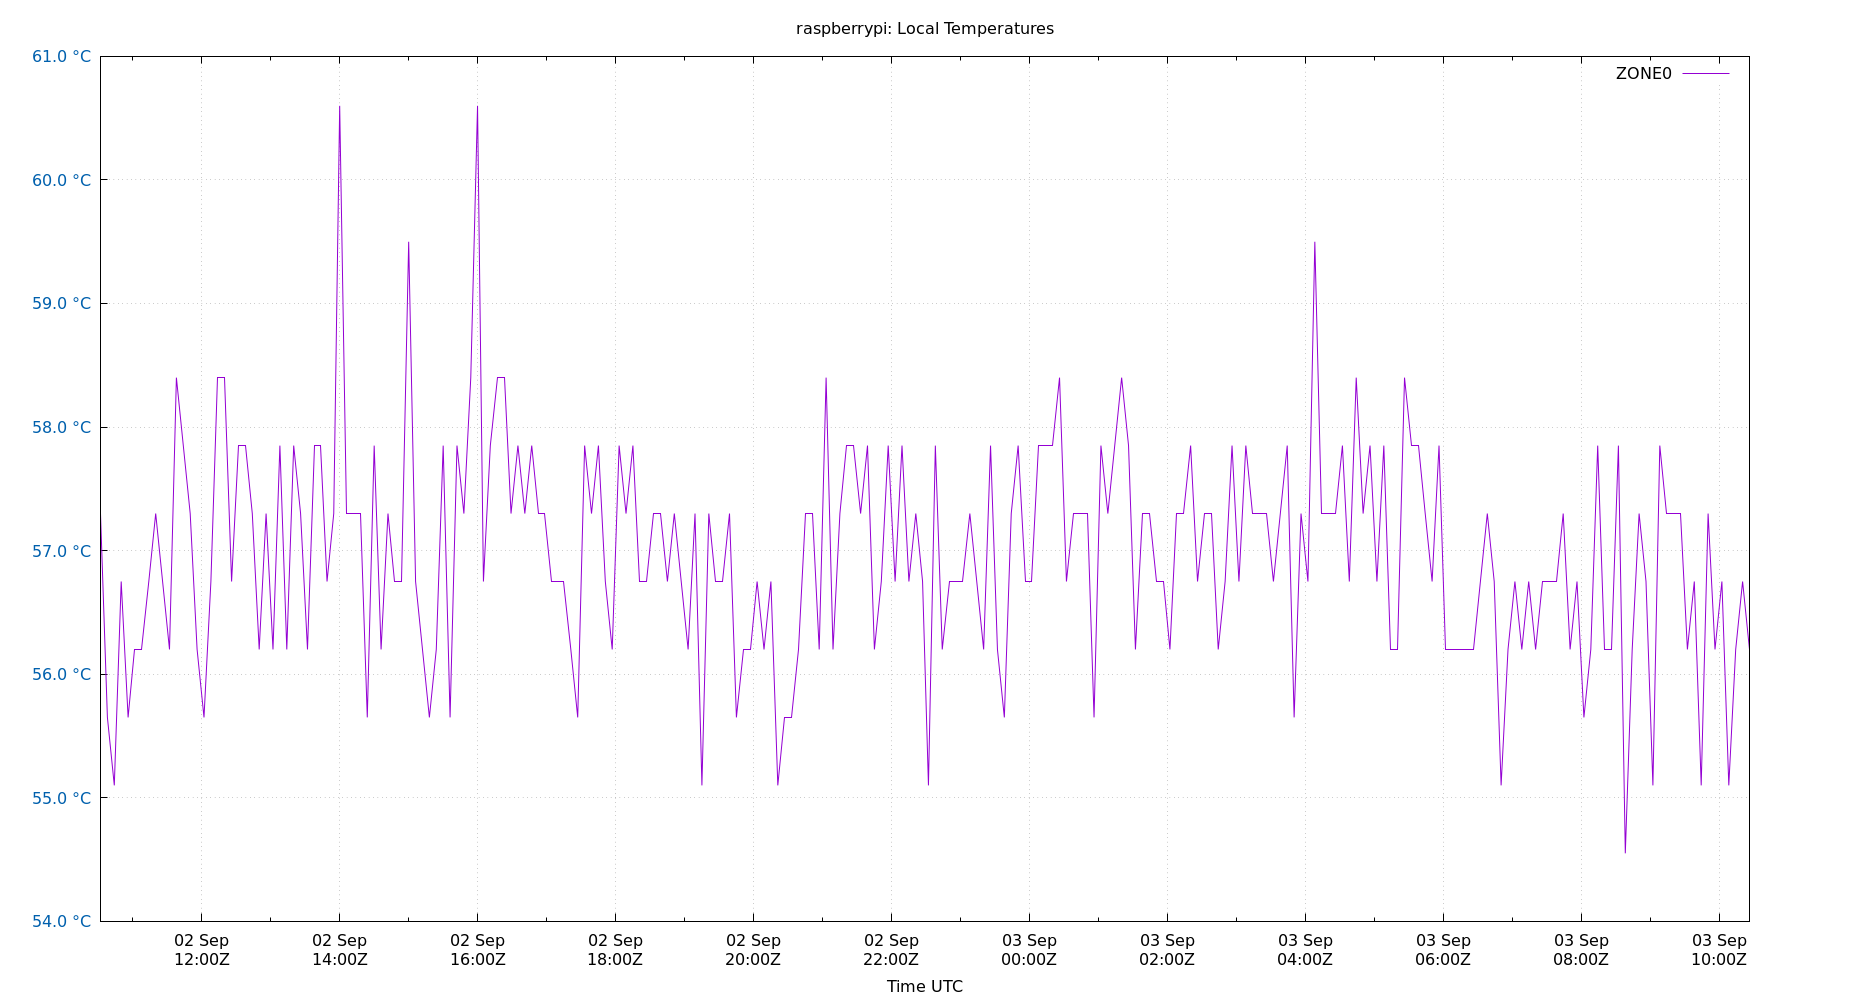 raspberrypi: Local Temperatures
61.0 °C
ZONE0
60.0 °C
59.0 °C
58.0 °C
57.0 °C
56.0 °C
55.0 °C
54.0 °C
02 Sep 02 Sep 02 Sep 02 Sep 02 Sep 02 Sep 03 Sep 03 Sep 03 Sep 03 Sep 03 Sep 03 Sep
12:00Z 14:00Z 16:00Z 18:00Z 20:00Z 22:00Z 00:00Z 02:00Z 04:00Z 06:00Z 08:00Z 10:00Z
Time UTC